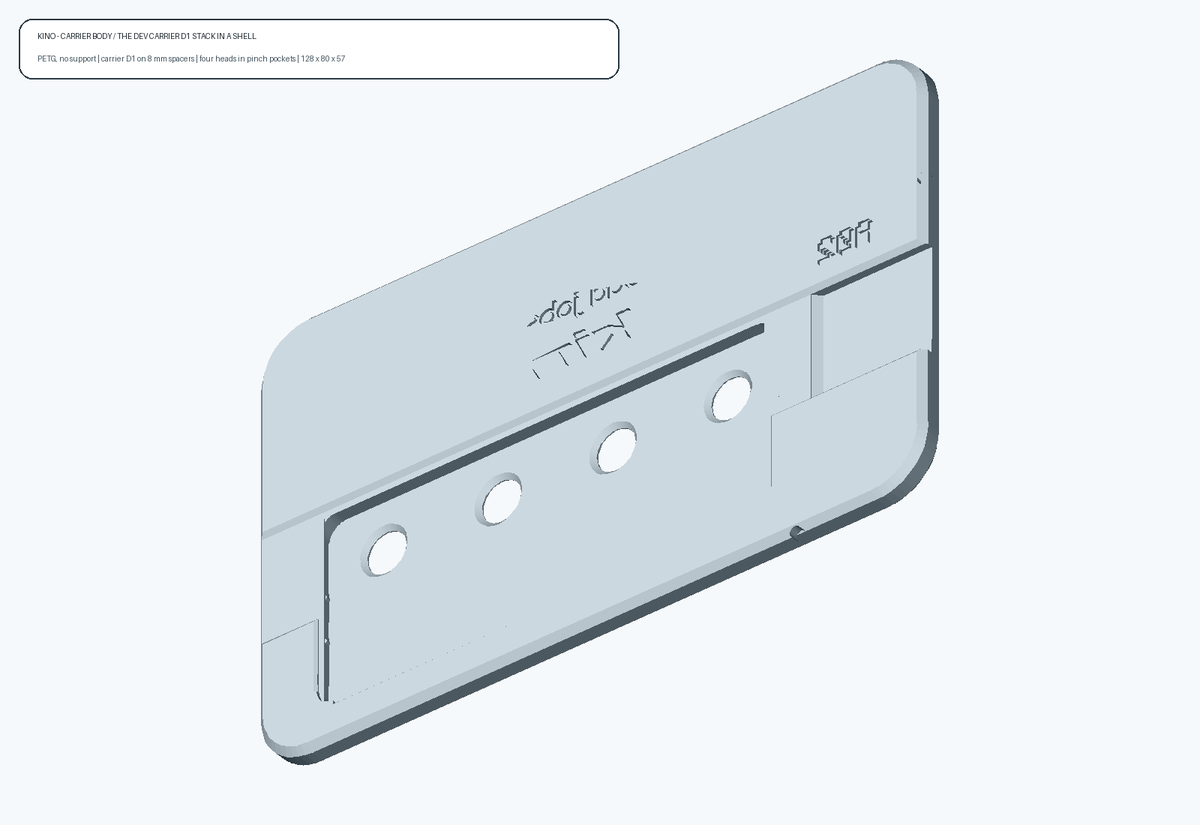 KINO - CARRIER BODY / THE DEV CARRIER D1 STACK IN A SHELL
PETG, no support | carrier D1 on 8 mm spacers | four heads in pinch pockets | 128 x 80 x 57